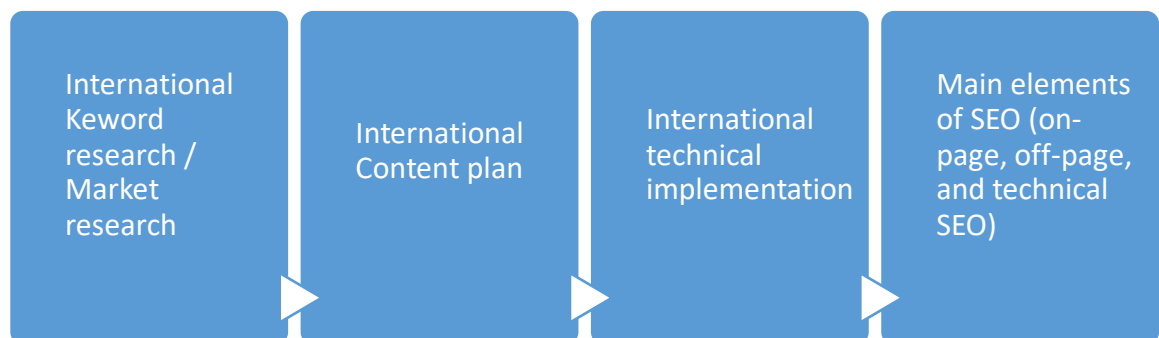 International
Keword
research /
Market
research
International
Content plan
International
technical
implementation
Main elements
of SEO (on-
page, off-page,
and technical
SEO)